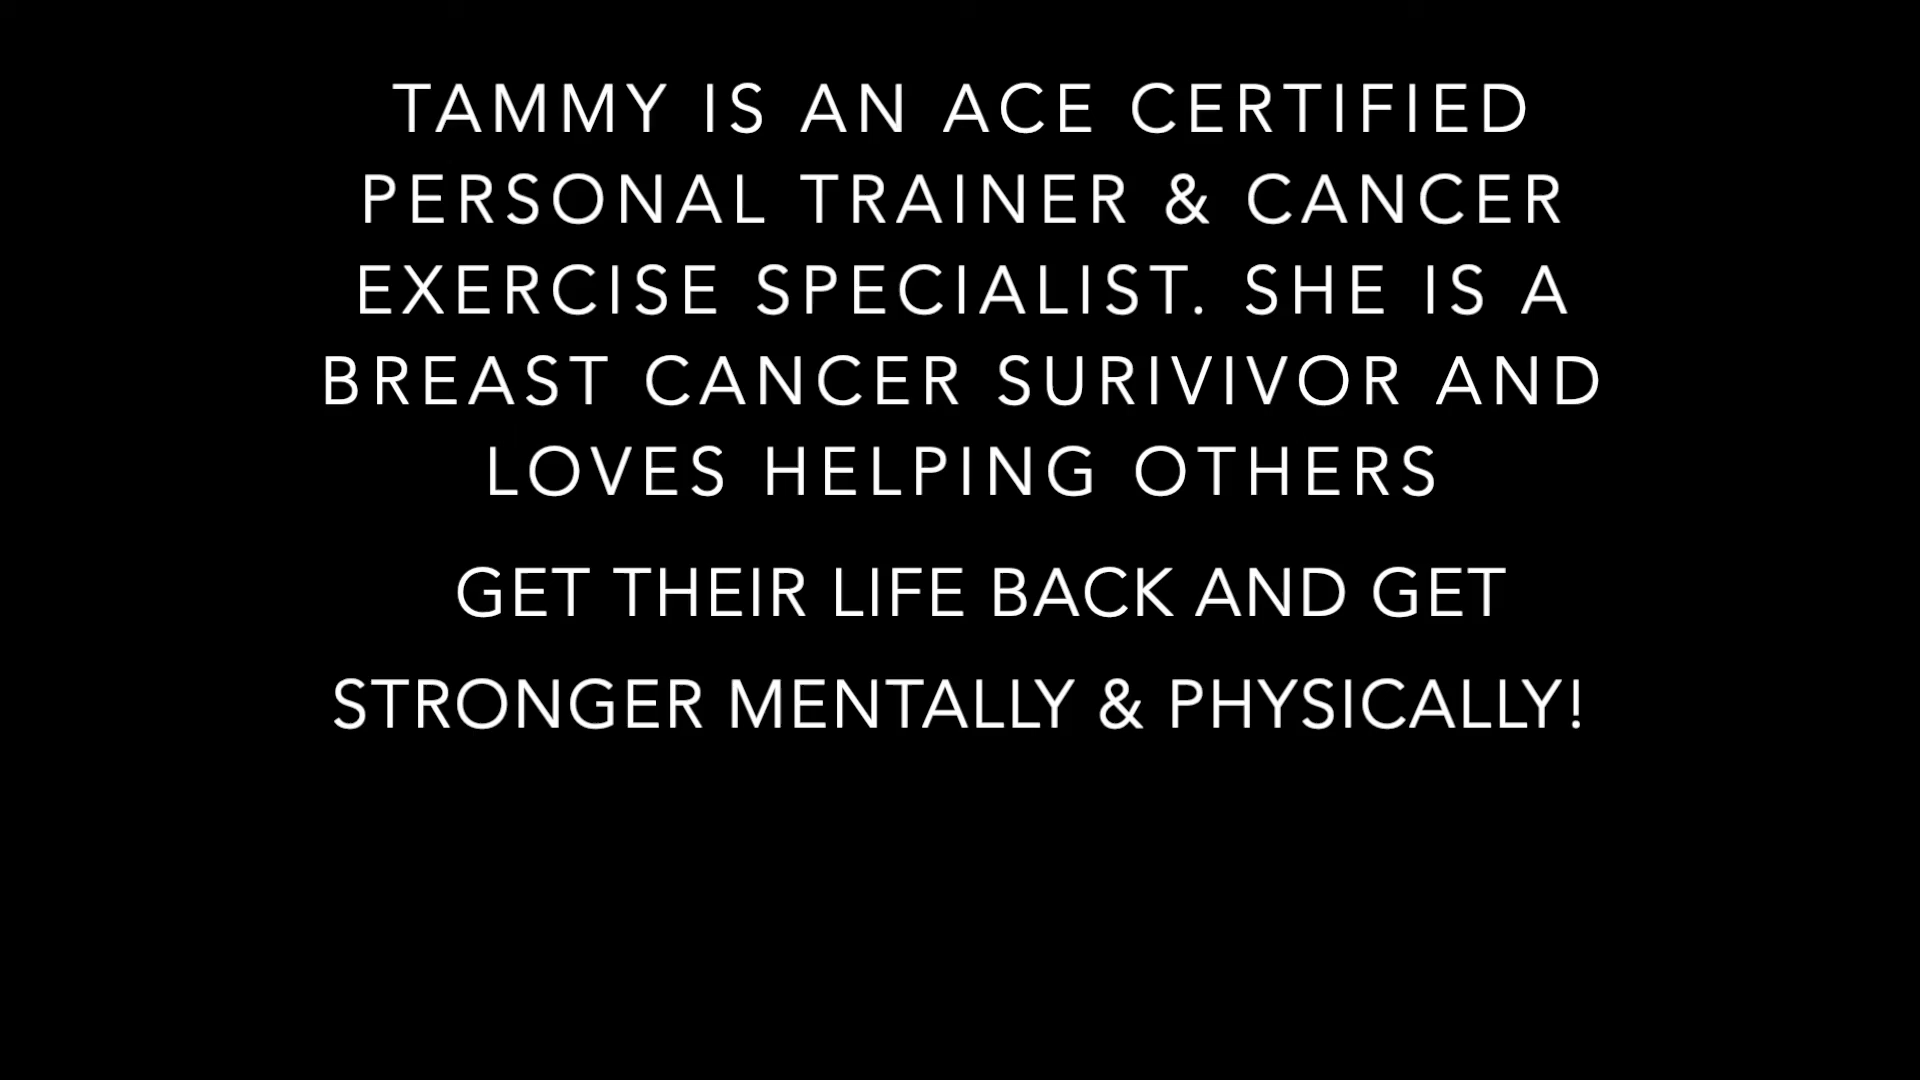 TAMMY IS AN ACE CERTIFIED
PERSONAL TRAINER & CANCER
EXERCISE SPECIALIST. SHE IS A
BREAST CANCER SURIVIVOR AND
LOVES HELPING OTHERS
GET THEIR LIFE BACK AND GET
STRONGER MENTALLY & PHYSICALLY!